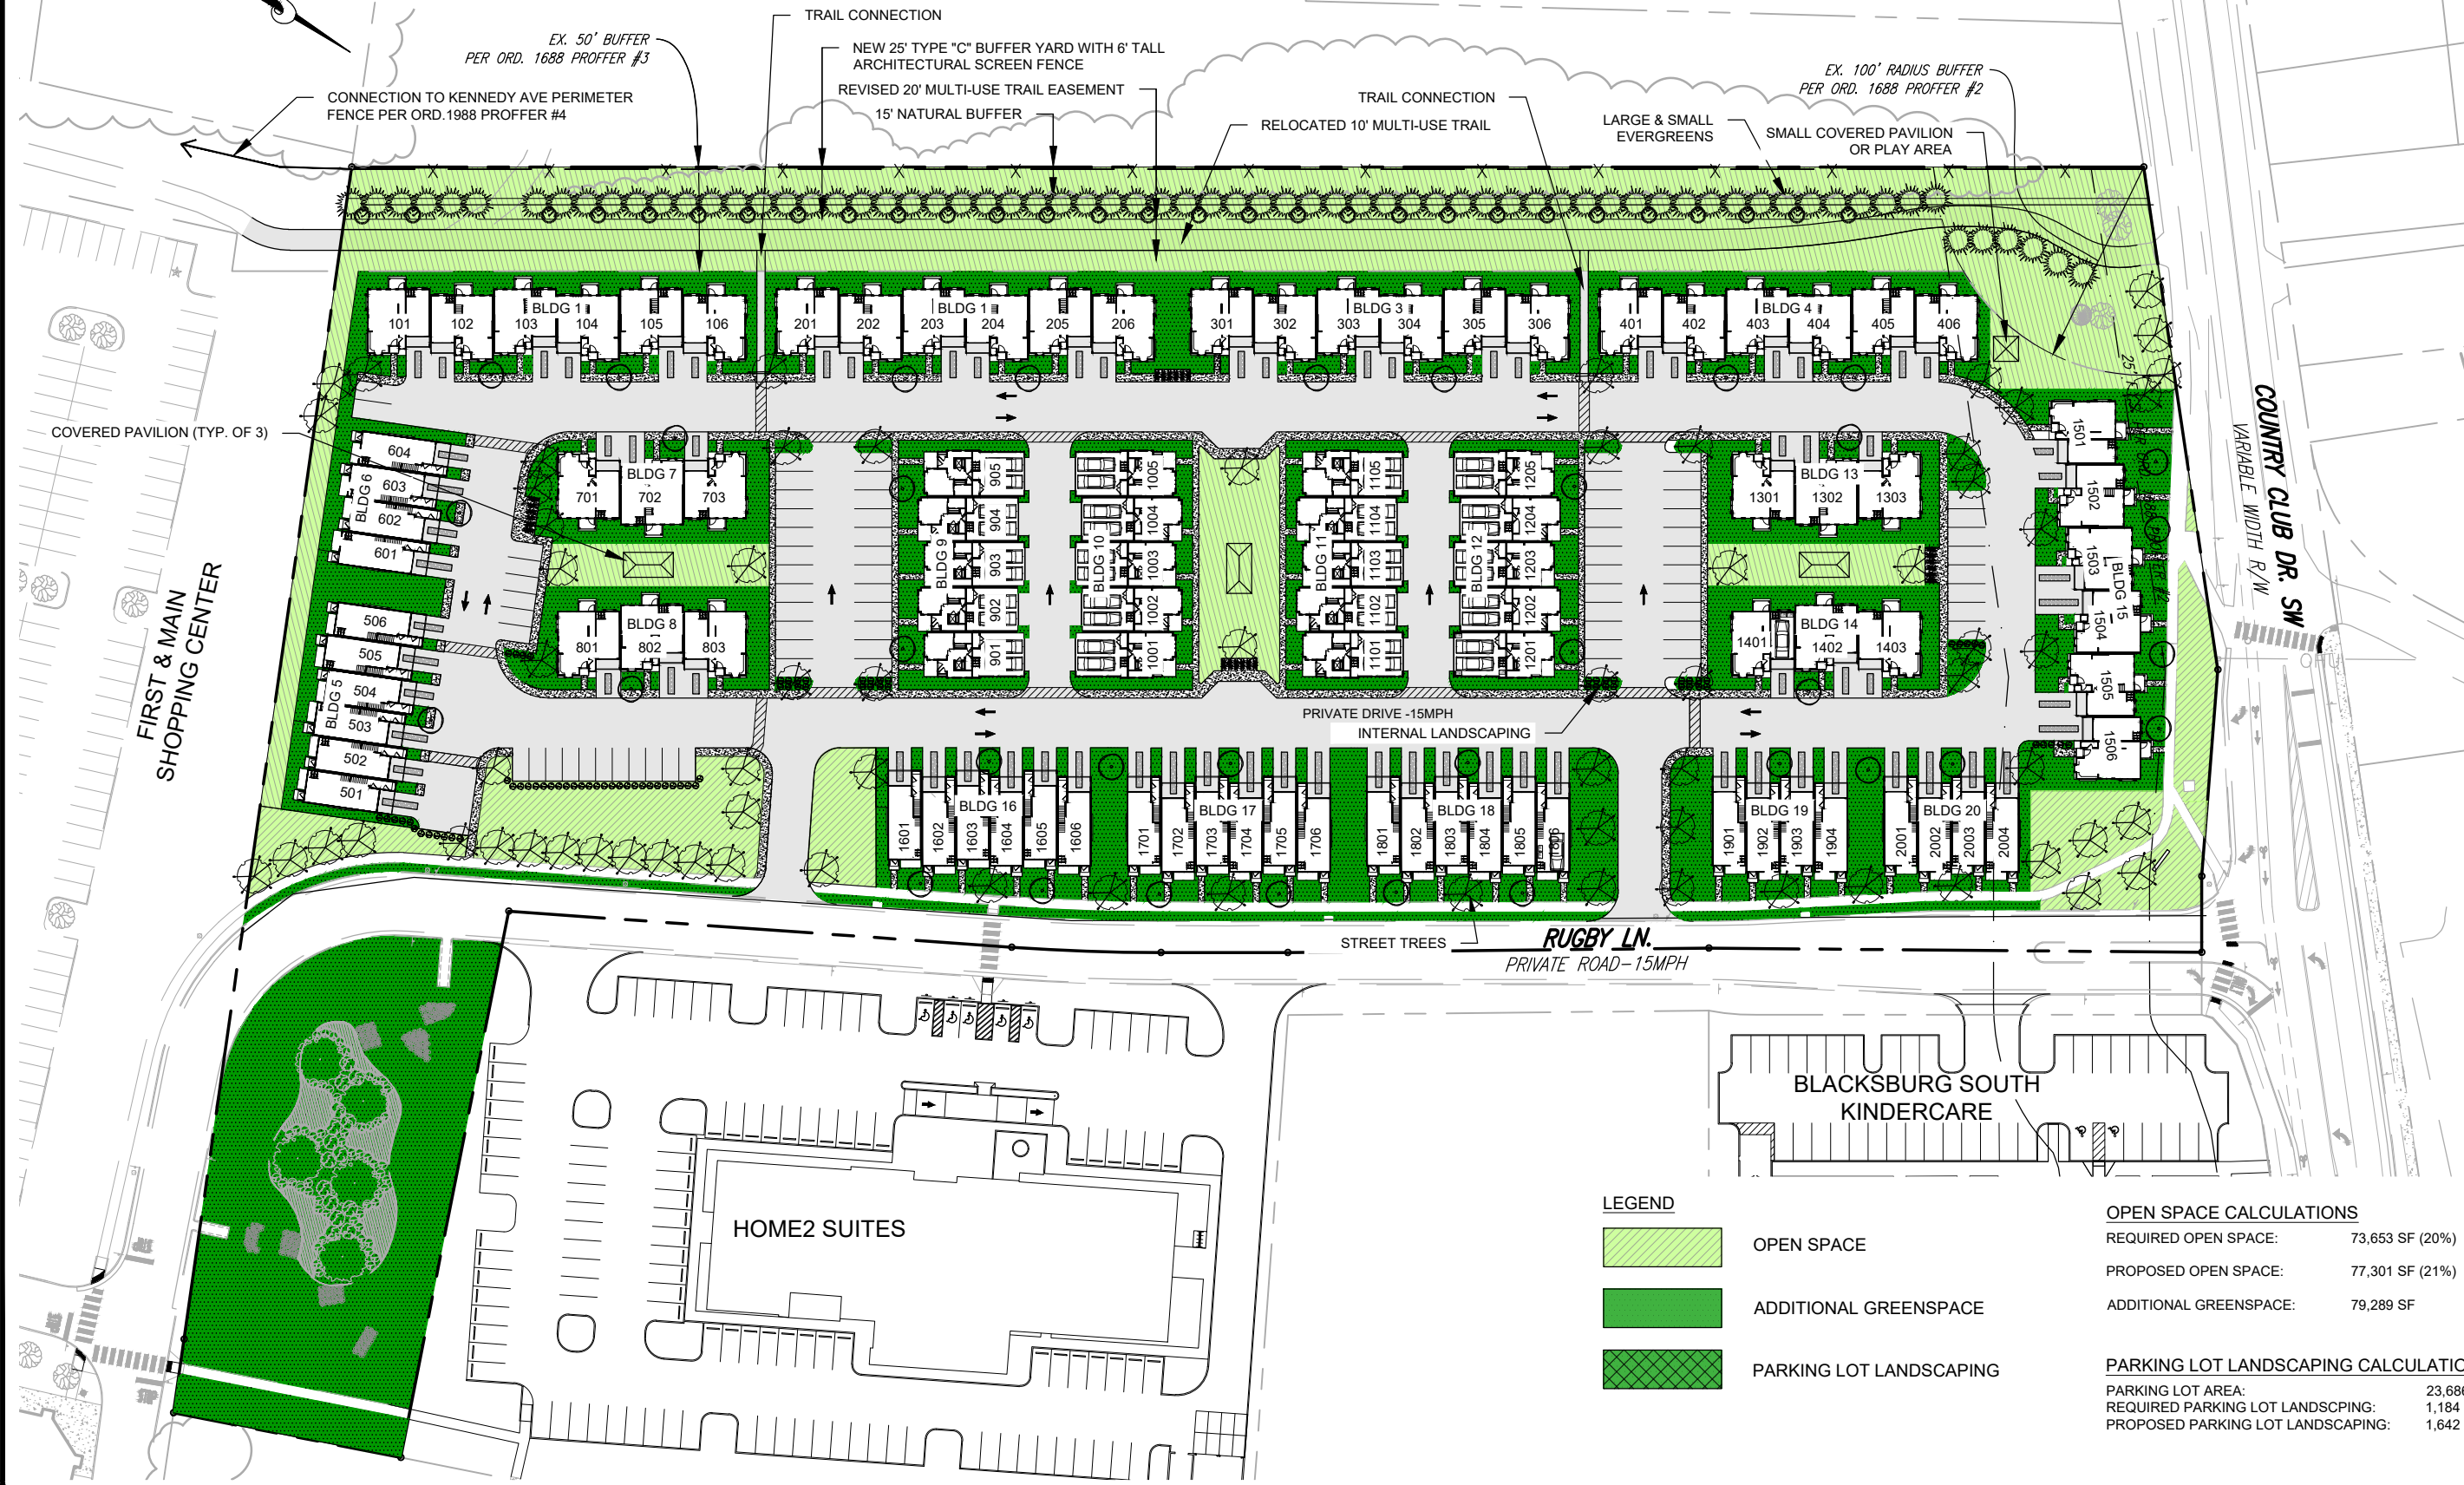 TRAIL CONNECTION
EX. 50' BUFFER
PER ORD. 1688 PROFFER #3
NEW 25' TYPE "C" BUFFER YARD WITH 6' TALL
ARCHITECTURAL SCREEN FENCE
CONNECTION TO KENNEDY AVE PERIMETER
FENCE PER ORD.1988 PROFFER #4
REVISED 20' MULTI-USE TRAIL EASEMENT
15' NATURAL BUFFER
TRAIL CONNECTION
RELOCATED 10' MULTI-USE TRAIL
EX. 100' RADIUS BUFFER
PER ORD. 1688 PROFFER #2
LARGE & SMALL
EVERGREENS
SMALL COVERED PAVILION
OR PLAY AREA
BLDG 1
101 102 103 104 105 106
BLDG 1
201 202 203 204 205 206
BLDG 3
301 302 303 304 305 306
BLDG 4
401 402 403 404 405 406
25'
COVERED PAVILION (TYP. OF 3)
BLDG 6
604
603
602
601
BLDG 5
506
505
504
503
502
501
BLDG 7
701 702 703
BLDG 8
801 802 803
BLDG 9
905
904
903
902
901
BLDG 10
1005
1004
1003
1002
1001
BLDG 11
1105
1104
1103
1102
1101
BLDG 12
1205
1204
1203
1202
1201
BLDG 13
1301 1302 1303
BLDG 14
1401 1402 1403
BLDG 15
1501
1502
1503
1504
1505
1506
COUNTRY CLUB DR. SW
VARIABLE WIDTH R/W
OHU
FIRST & MAIN
SHOPPING CENTER
PRIVATE DRIVE -15MPH
INTERNAL LANDSCAPING
BLDG 16
1601 1602 1603 1604 1605 1606
BLDG 17
1701 1702 1703 1704 1705 1706
BLDG 18
1801 1802 1803 1804 1805 1806
BLDG 19
1901 1902 1903 1904
BLDG 20
2001 2002 2003 2004
STREET TREES
RUGBY LN.
PRIVATE ROAD-15MPH
BLACKSBURG SOUTH
KINDERCARE
HOME2 SUITES
LEGEND
OPEN SPACE
ADDITIONAL GREENSPACE
PARKING LOT LANDSCAPING
OPEN SPACE CALCULATIONS
REQUIRED OPEN SPACE: 73,653 SF (20%)
PROPOSED OPEN SPACE: 77,301 SF (21%)
ADDITIONAL GREENSPACE: 79,289 SF
PARKING LOT LANDSCAPING CALCULATIO
PARKING LOT AREA: 23,686
REQUIRED PARKING LOT LANDSCPING: 1,184
PROPOSED PARKING LOT LANDSCAPING: 1,642